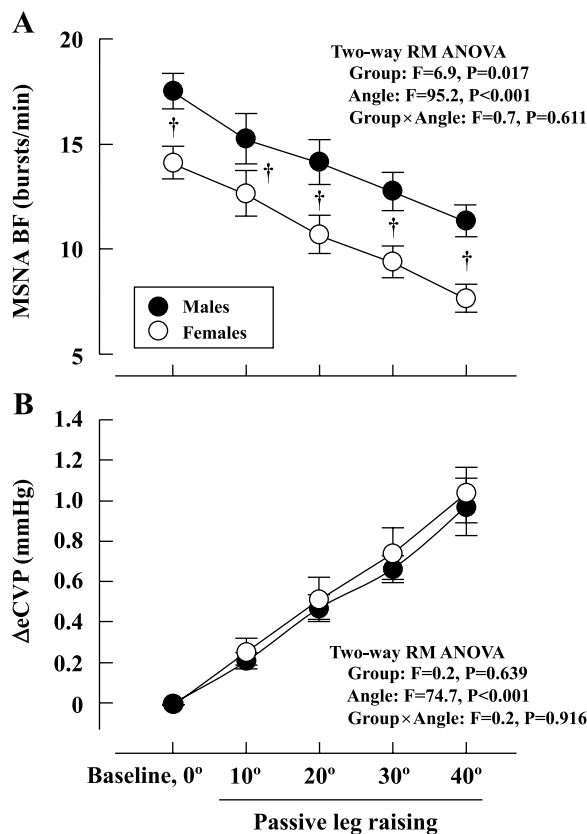 A
20
15
10
5
MSNA BF (bursts/min)
Two-way RM ANOVA
Group: F=6.9, P=0.017
Angle: F=95.2, P<0.001
Group×Angle: F=0.7, P=0.611
†
†
†
†
†
Males
Females
B
1.4
1.2
1.0
0.8
0.6
0.4
0.2
0
ΔeCVP (mmHg)
Two-way RM ANOVA
Group: F=0.2, P=0.639
Angle: F=74.7, P<0.001
Group×Angle: F=0.2, P=0.916
Baseline, 0º 10º 20º 30º 40º
Passive leg raising